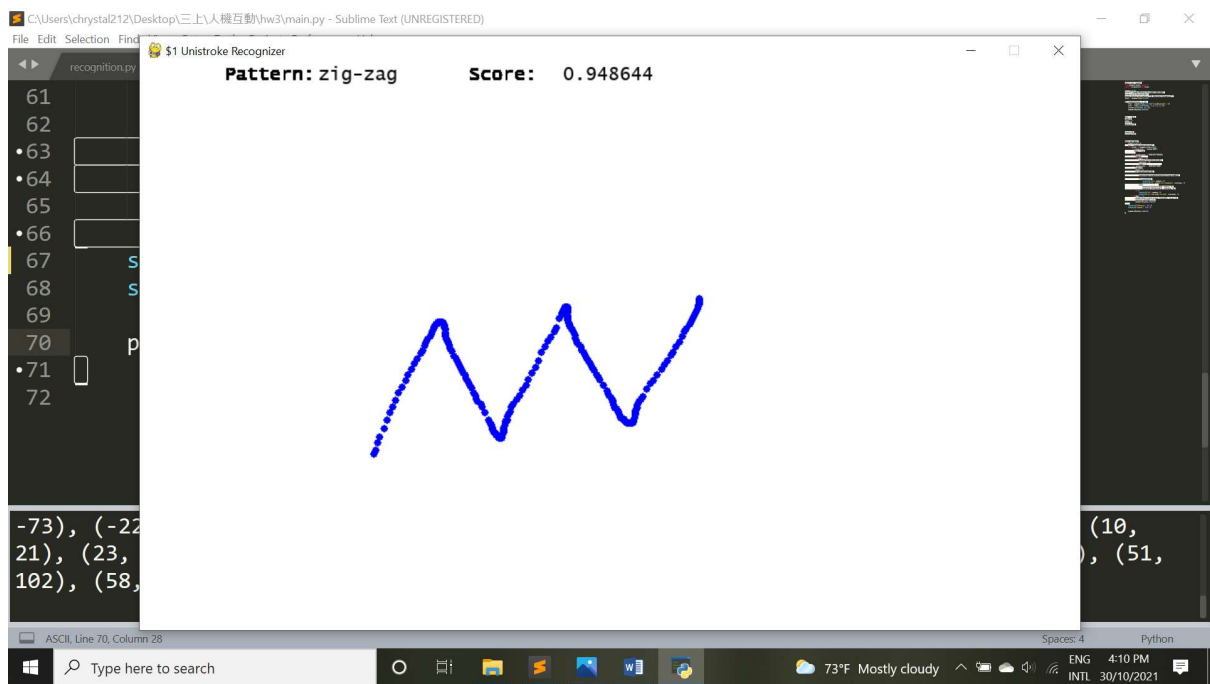 C:\Users\chrystal212\Desktop\三上\人機互動\hw3\main.py - Sublime Text (UNREGISTERED)
File Edit Selection Find
$1 Unistroke Recognizer
recognition.py
Pattern: zig-zag Score: 0.948644
61
62
63
64
65
66
67 s
68 s
69
70 p
71
72
-73), (-22 (10,
21), (23, ), (51,
102), (58,
ASCII, Line 70, Column 28 Spaces: 4 Python
Type here to search 73°F Mostly cloudy ENG 4:10 PM
INTL 30/10/2021